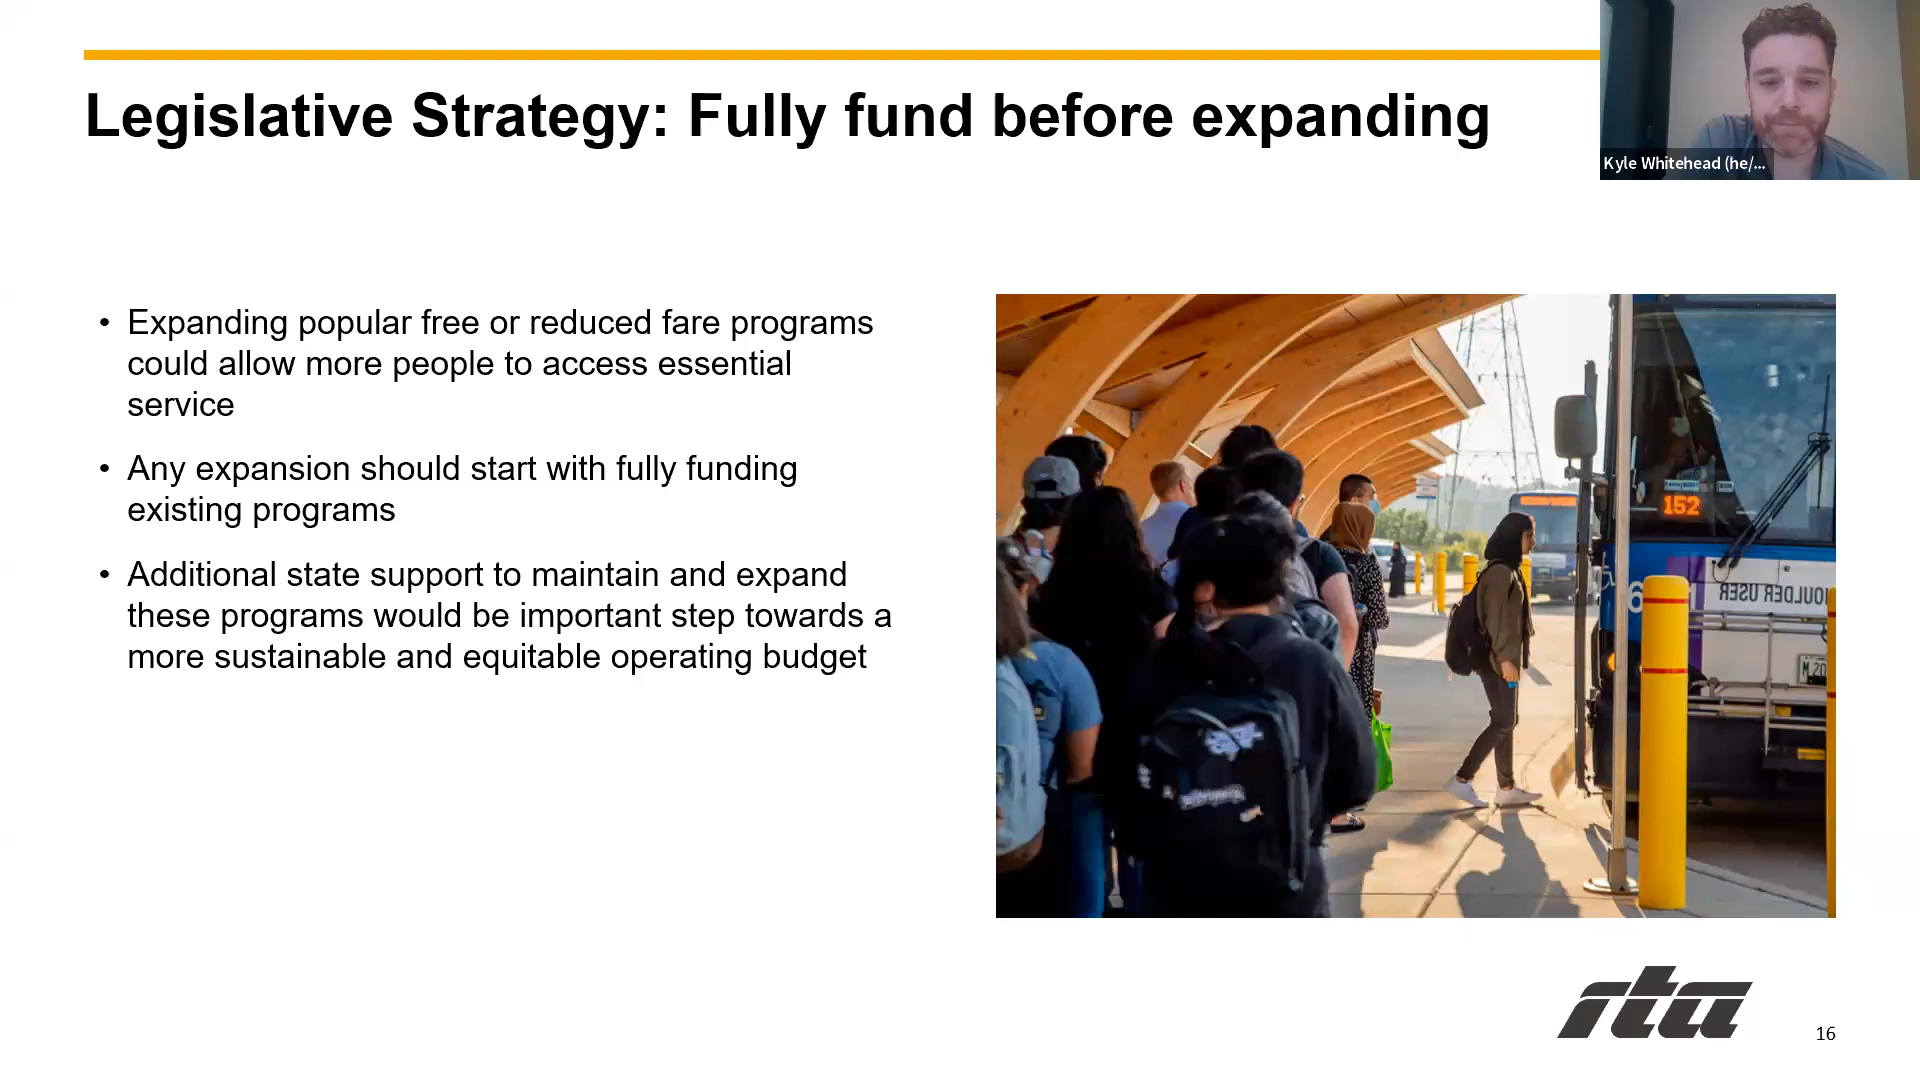 Legislative Strategy: Fully fund before expanding
Kyle Whitehead (he/...
• Expanding popular free or reduced fare programs
could allow more people to access essential
service
• Any expansion should start with fully funding
existing programs
• Additional state support to maintain and expand
these programs would be important step towards a
more sustainable and equitable operating budget
152
rta
16